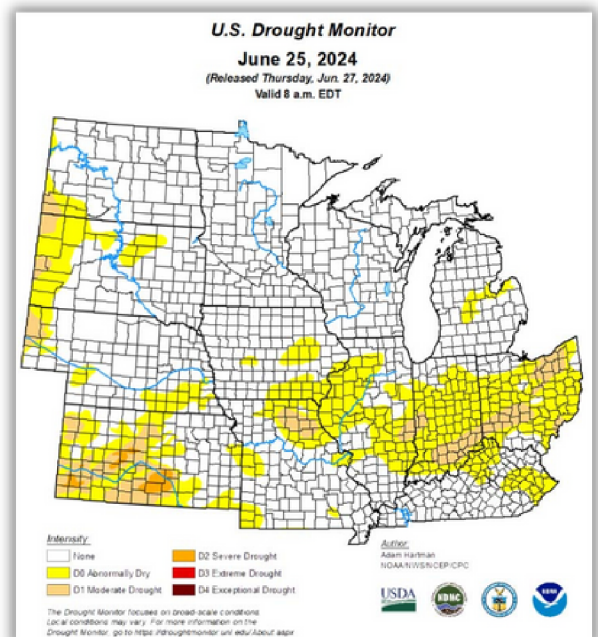 U.S. Drought Monitor
June 25, 2024
(Released Thursday, Jun. 27, 2024)
Valid 8 a.m. EDT
Intensity:
None
D0 Abnormally Dry
D1 Moderate Drought
D2 Severe Drought
D3 Extreme Drought
D4 Exceptional Drought
The Drought Monitor focuses on broad-scale conditions.
Local conditions may vary. For more information on the
Drought Monitor, go to https://droughtmonitor.unl.edu/About.aspx
Author:
Adam Hartman
NOAA/NWS/NCEP/CPC
USDA
NDMC